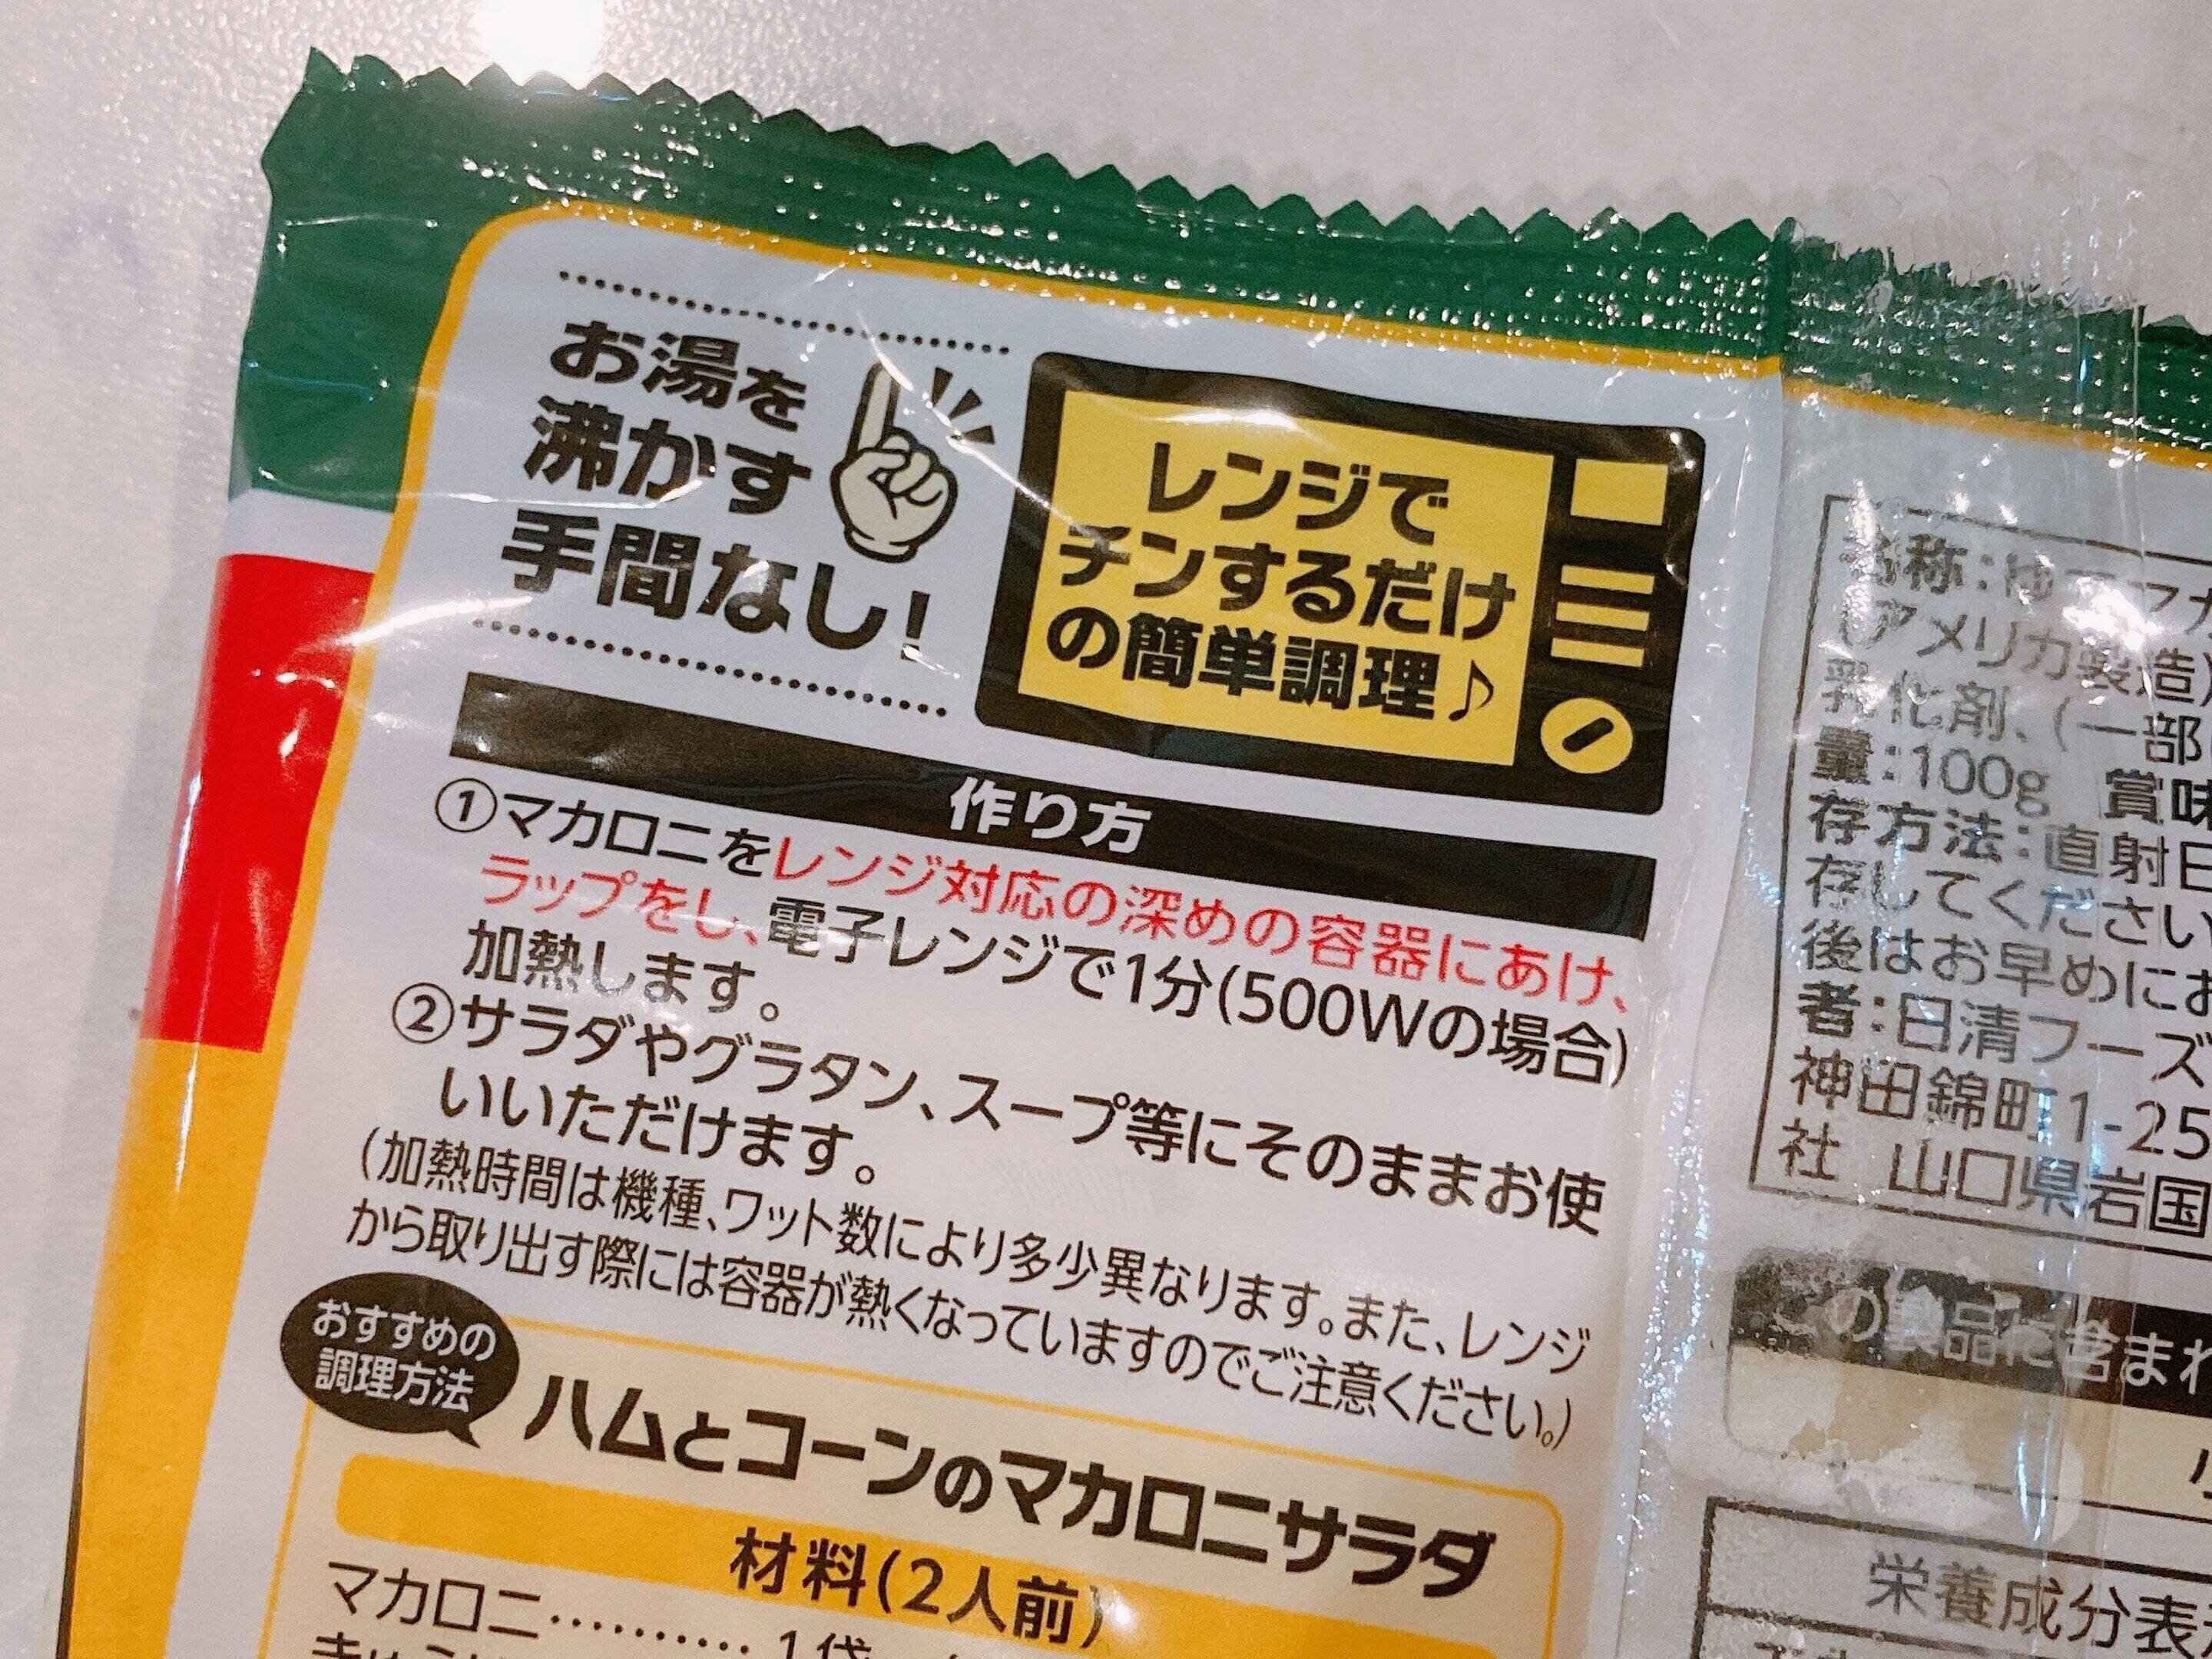 お湯を
沸かす
手間なし!
レンジで
チンするだけ
の簡単調理♪
作り方
①マカロニをレンジ対応の深めの容器にあけ、
ラップをし、電子レンジで1分(500Wの場合)
加熱します。
②サラダやグラタン、スープ等にそのままお使
いいただけます。
(加熱時間は機種、ワット数により多少異なります。また、レンジ
から取り出す際には容器が熱くなっていますのでご注意ください。)
おすすめの
調理方法
ハムとコーンのマカロニサラダ
材料(2人前)
マカロニ………… 1袋
名称:ゆ
(アメリカ製造)
乳化剤、(一部
量:100g 賞味
存方法:直射日
存してください
後はお早めにお
者:日清フーズ
神田錦町1-25
社 山口県岩国
この製品に含まれ
栄養成分表